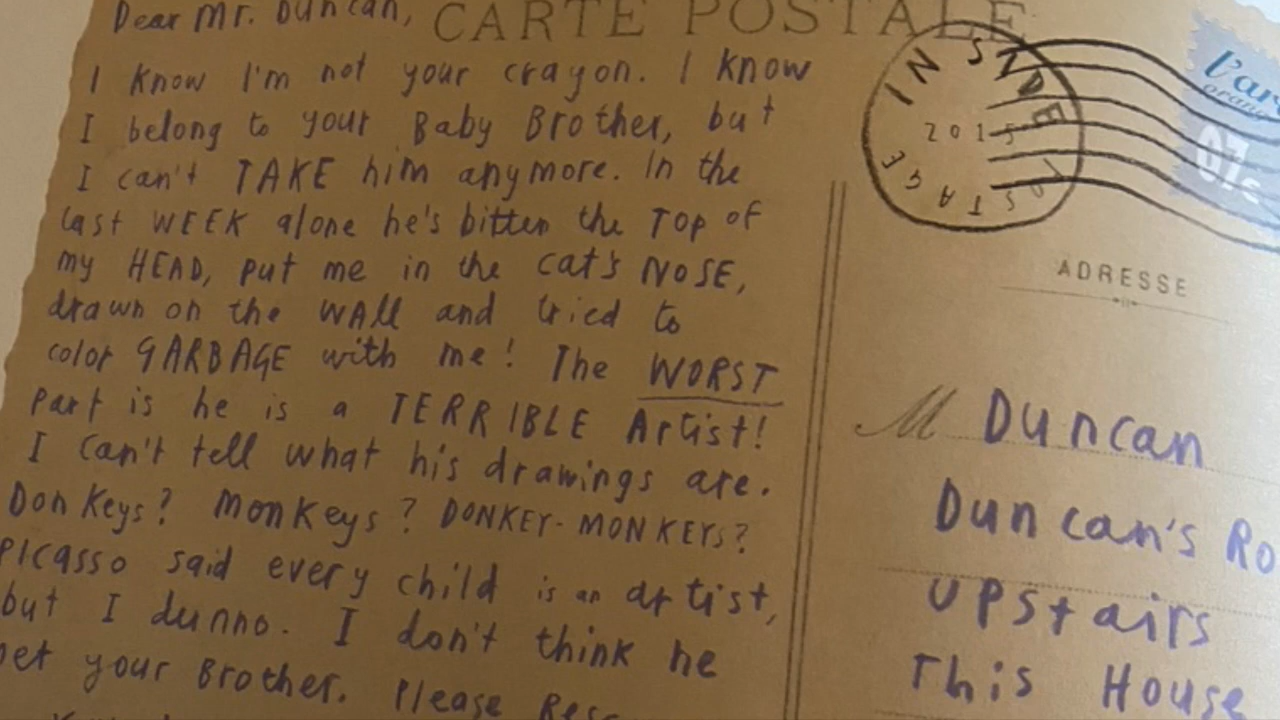 Dear Mr. Duncan,
CARTE POSTALE
I know I'm not your crayon. I know
I belong to your Baby Brother, but
I can't TAKE him anymore. In the
last WEEK alone he's bitten the TOP of
my HEAD, put me in the cat's NOSE,
drawn on the WALL and tried to
color GARBAGE with me! The WORST
part is he is a TERRIBLE Artist!
I can't tell what his drawings are.
Donkeys? Monkeys? DONKEY-MONKEYS?
Picasso said every child is an artist,
but I dunno. I don't think he
met your Brother. Please
IN SNDE
2015
POSTAGE
07
ADRESSE
M Duncan
Duncan's
Upstairs
This House